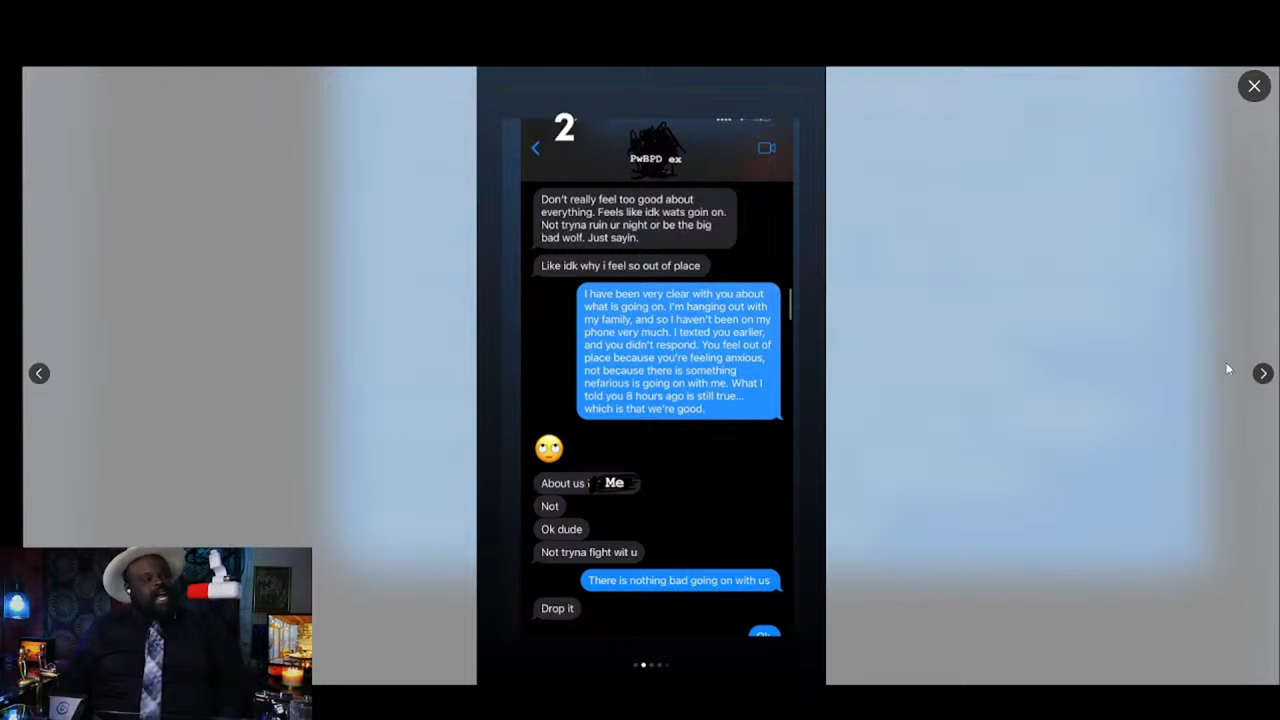 2
PwBPD ex
Don't really feel too good about
everything. Feels like idk wats goin on.
Not tryna ruin ur night or be the big
bad wolf. Just sayin.
Like idk why i feel so out of place
I have been very clear with you about
what is going on. I'm hanging out with
my family, and so I haven't been on my
phone very much. I texted you earlier,
and you didn't respond. You feel out of
place because you're feeling anxious,
not because there is something
nefarious is going on with me. What I
told you 8 hours ago is still true...
which is that we're good.
About us i Me
Not
Ok dude
Not tryna fight wit u
There is nothing bad going on with us
Drop it
Ok